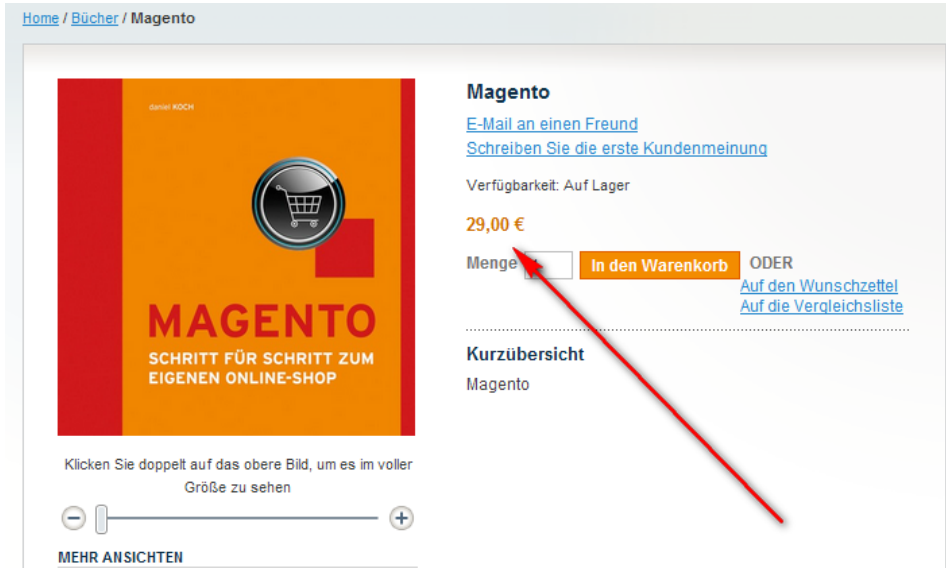 Home / Bücher / Magento
daniel KOCH
MAGENTO
SCHRITT FÜR SCHRITT ZUM
EIGENEN ONLINE-SHOP
Klicken Sie doppelt auf das obere Bild, um es im voller
Größe zu sehen
MEHR ANSICHTEN
Magento
E-Mail an einen Freund
Schreiben Sie die erste Kundenmeinung
Verfügbarkeit: Auf Lager
29,00 €
Menge In den Warenkorb ODER
Auf den Wunschzettel
Auf die Vergleichsliste
Kurzübersicht
Magento